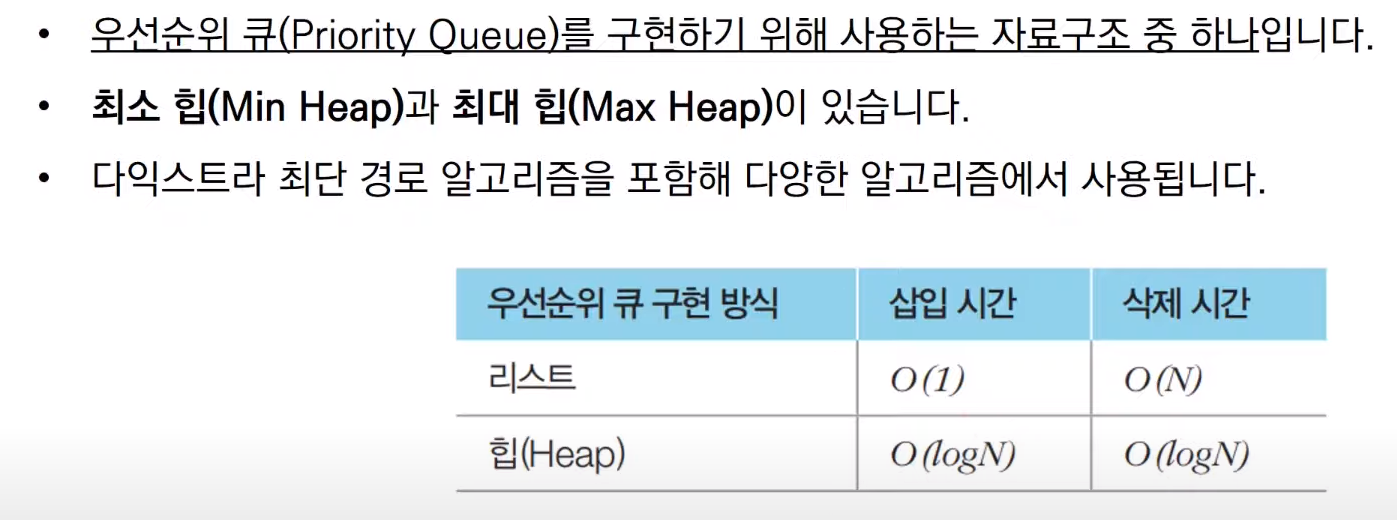 • 우선순위 큐(Priority Queue)를 구현하기 위해 사용하는 자료구조 중 하나입니다.
• 최소 힙(Min Heap)과 최대 힙(Max Heap)이 있습니다.
• 다익스트라 최단 경로 알고리즘을 포함해 다양한 알고리즘에서 사용됩니다.
우선순위 큐 구현 방식 삽입 시간 삭제 시간
리스트 O(1) O(N)
힙(Heap) O(logN) O(logN)